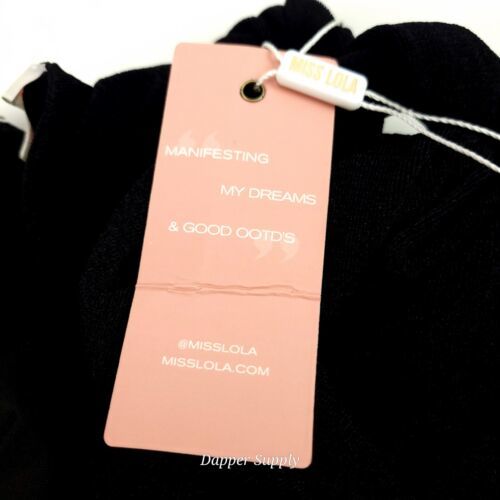 MISS LOLA
“
MANIFESTING
MY DREAMS
& GOOD OOTD'S
”
@MISSLOLA
MISSLOLA.COM
Dapper Supply